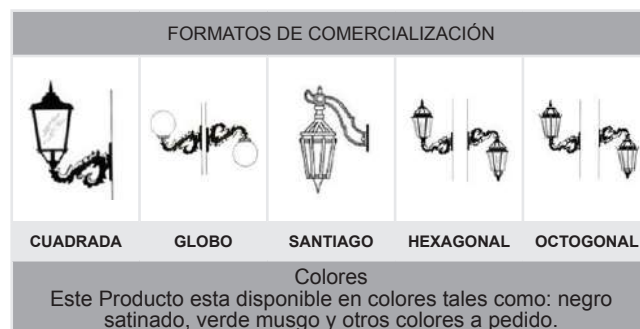 FORMATOS DE COMERCIALIZACIÓN
CUADRADA GLOBO SANTIAGO HEXAGONAL OCTOGONAL
Colores
Este Producto esta disponible en colores tales como: negro
satinado, verde musgo y otros colores a pedido.